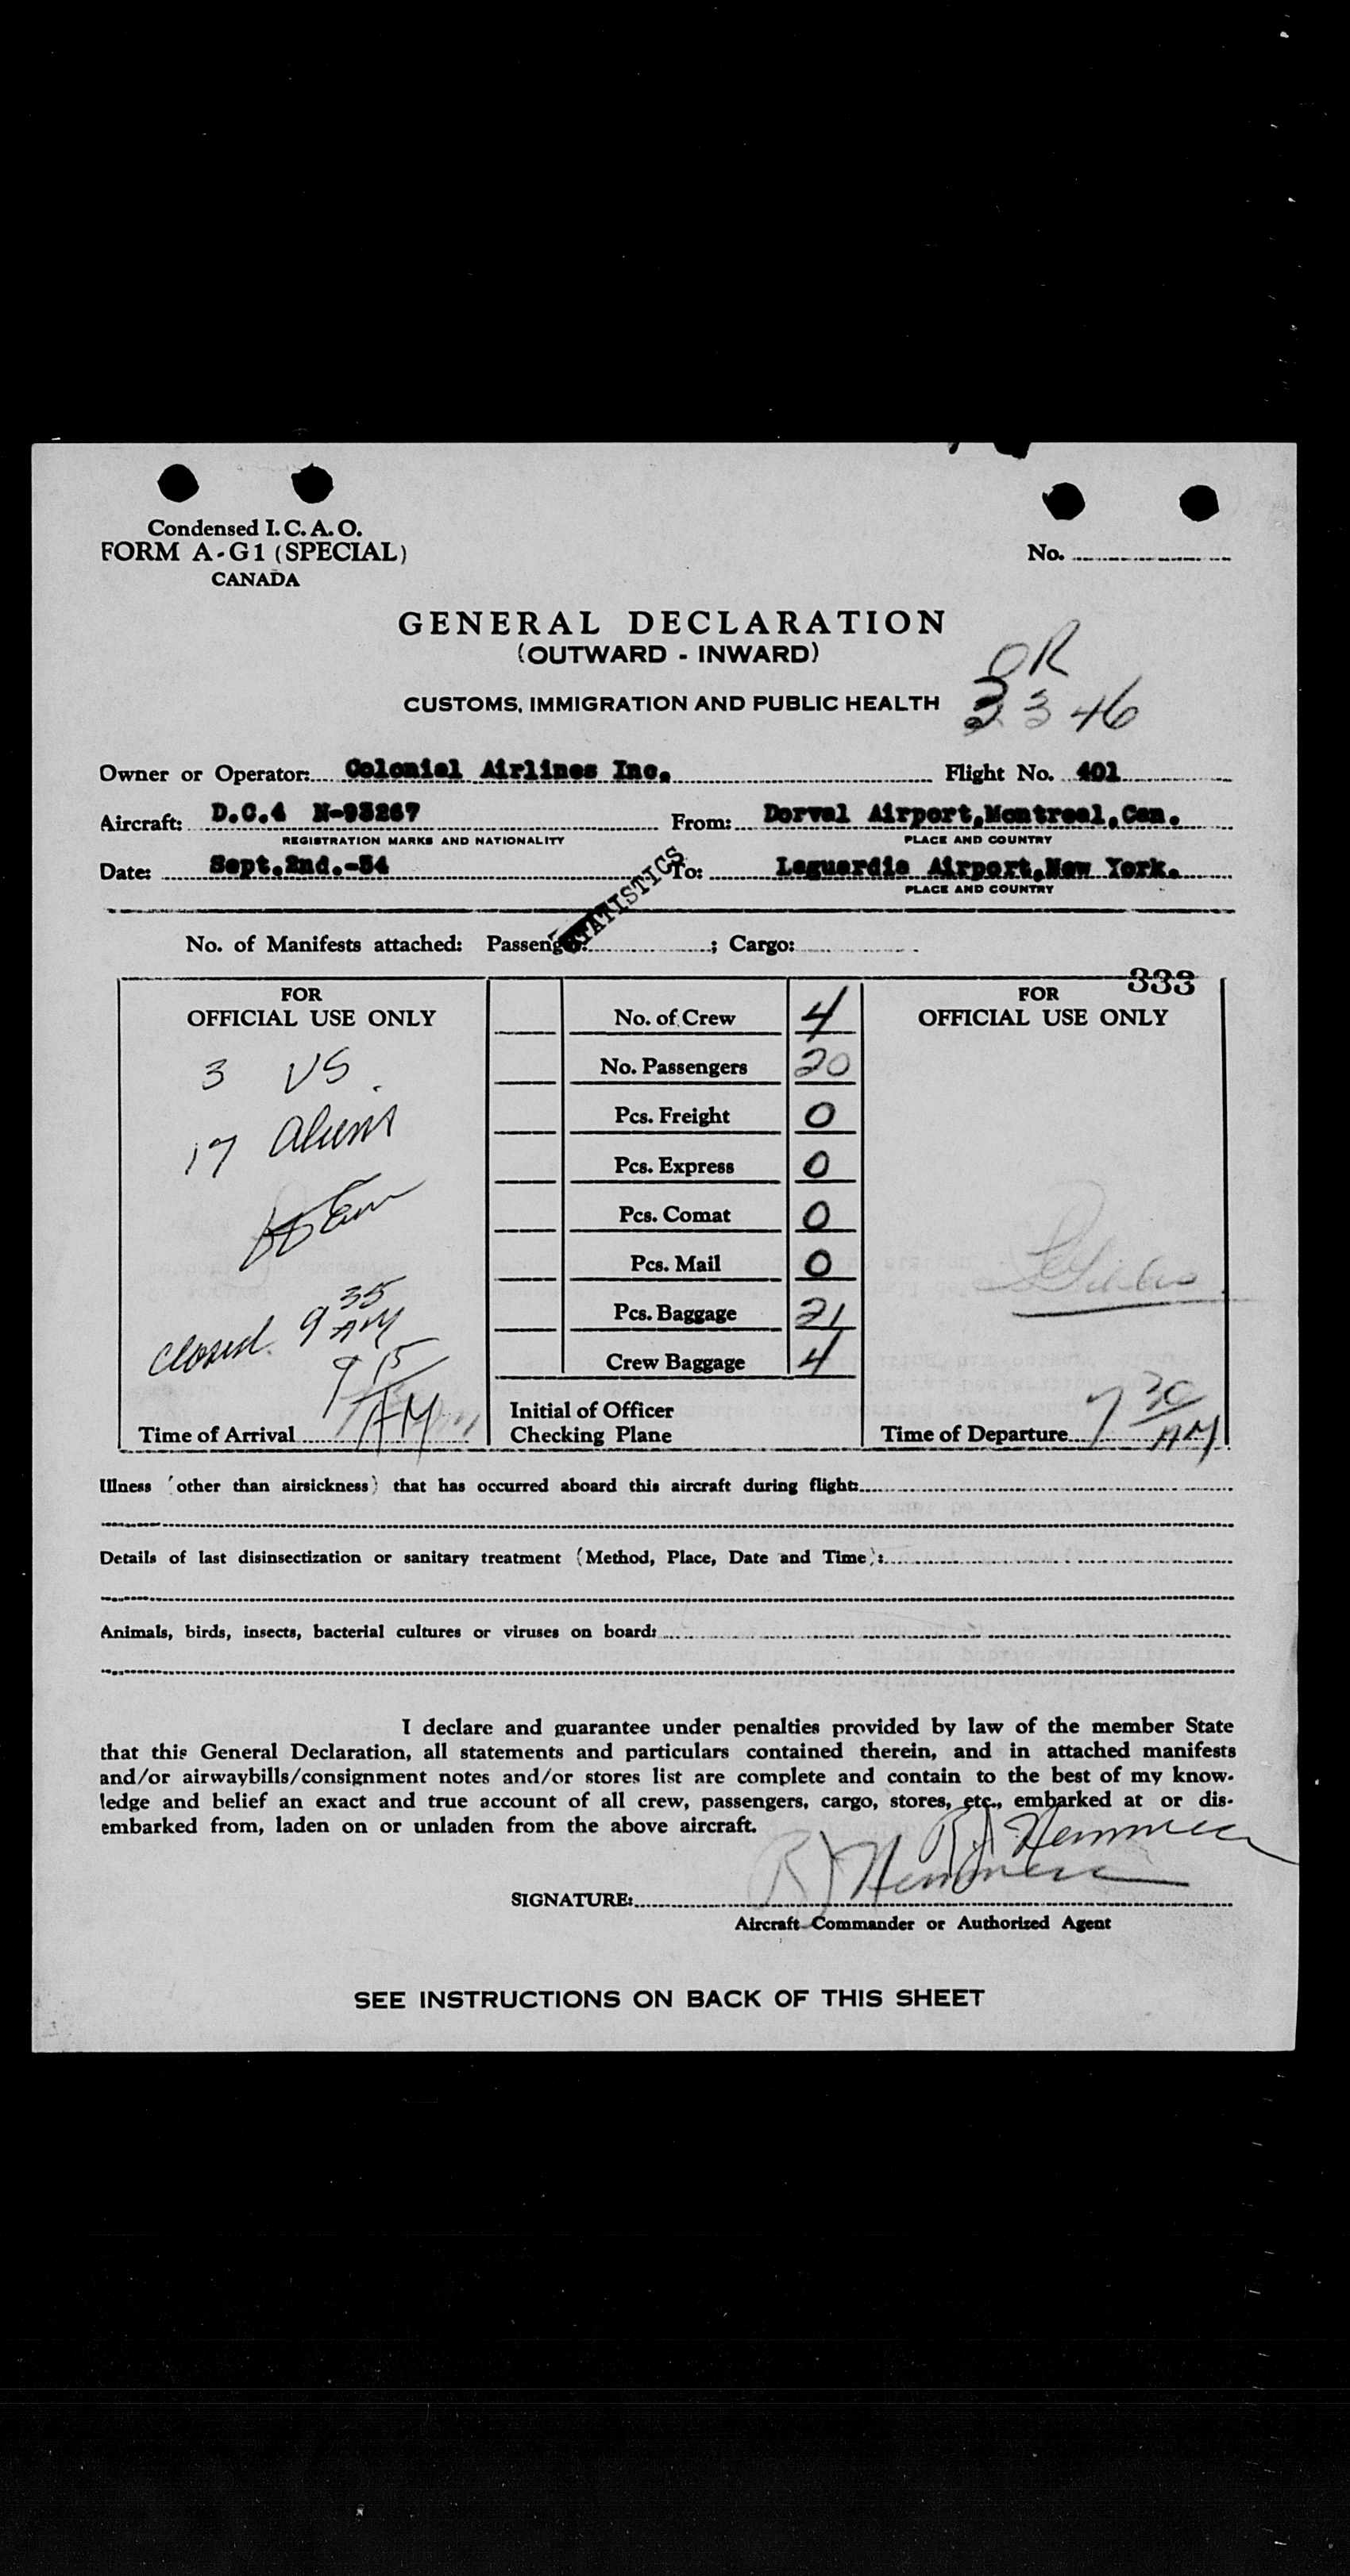 Condensed I.C.A.O.
FORM A-G1 (SPECIAL)
CANADA
No.
GENERAL DECLARATION
(OUTWARD - INWARD)
OR
CUSTOMS, IMMIGRATION AND PUBLIC HEALTH
3346
Owner or Operator: Colonial Airlines Inc. Flight No. 401
Aircraft: D.C.4 N-93267 From: Dorval Airport,Montreal,Can.
REGISTRATION MARKS AND NATIONALITY PLACE AND COUNTRY
Date: Sept.2nd.-54 To: Laguardia Airport,New York.
PLACE AND COUNTRY
STATISTICS
No. of Manifests attached: Passenger: ; Cargo:
333
FOR
OFFICIAL USE ONLY
3 US.
17 aliens
closed 9 35 AM
9 15 AM
Time of Arrival
No. of Crew 4
No. Passengers 20
Pcs. Freight 0
Pcs. Express 0
Pcs. Comat 0
Pcs. Mail 0
Pcs. Baggage 21
Crew Baggage 4
Initial of Officer
Checking Plane
FOR
OFFICIAL USE ONLY
Time of Departure 7 30 AM
Illness (other than airsickness) that has occurred aboard this aircraft during flight:
Details of last disinsectization or sanitary treatment (Method, Place, Date and Time):
Animals, birds, insects, bacterial cultures or viruses on board:
I declare and guarantee under penalties provided by law of the member State
that this General Declaration, all statements and particulars contained therein, and in attached manifests
and/or airwaybills/consignment notes and/or stores list are complete and contain to the best of my know-
ledge and belief an exact and true account of all crew, passengers, cargo, stores, etc., embarked at or dis-
embarked from, laden on or unladen from the above aircraft.
SIGNATURE:
Aircraft Commander or Authorized Agent
SEE INSTRUCTIONS ON BACK OF THIS SHEET